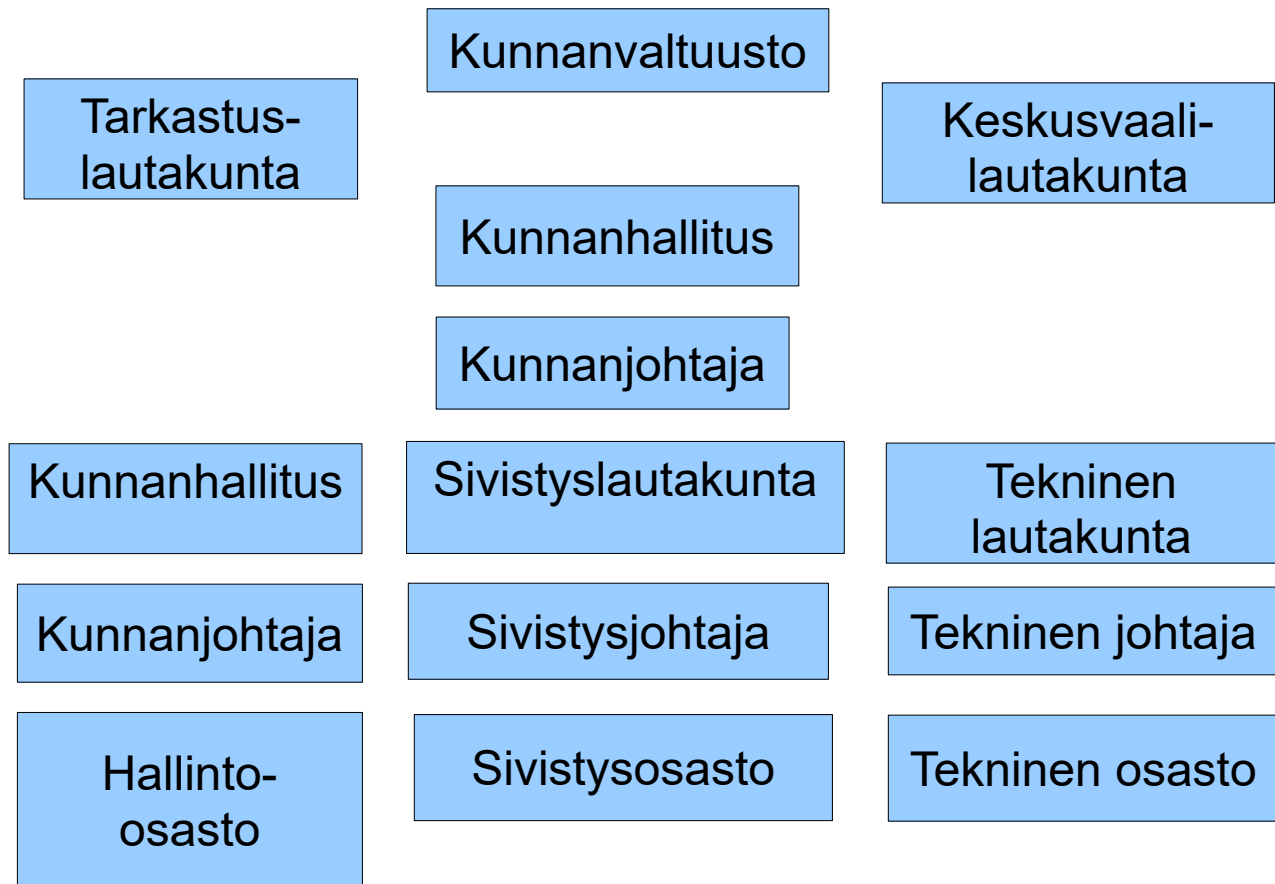 Kunnanvaltuusto
Tarkastus-
lautakunta
Keskusvaali-
lautakunta
Kunnanhallitus
Kunnanjohtaja
Kunnanhallitus
Sivistyslautakunta
Tekninen
lautakunta
Kunnanjohtaja
Sivistysjohtaja
Tekninen johtaja
Hallinto-
osasto
Sivistysosasto
Tekninen osasto